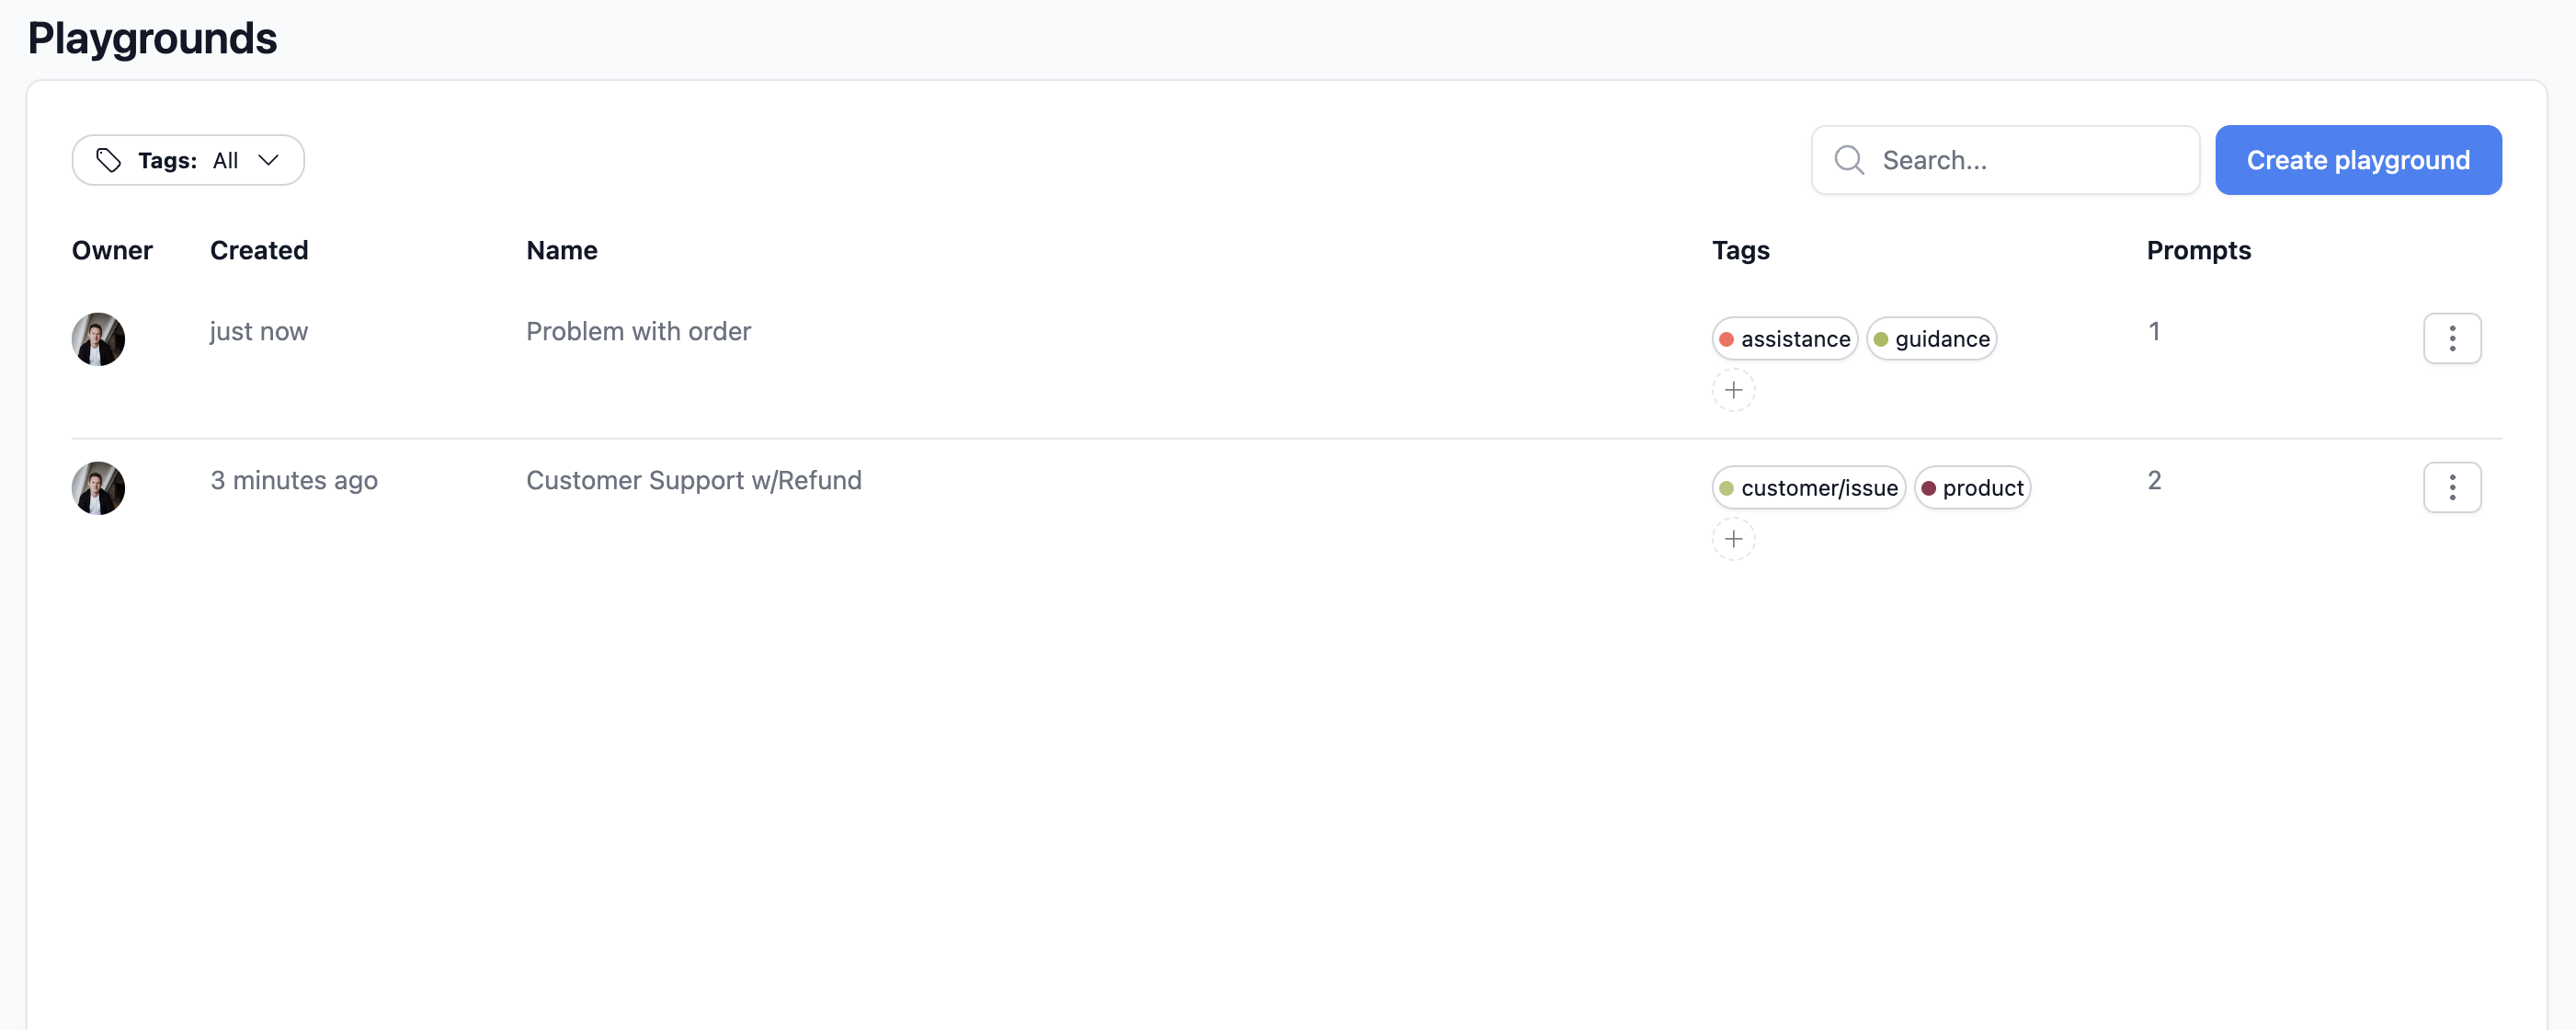 Playgrounds
Tags: All
Search...
Create playground
Owner Created Name Tags Prompts
just now Problem with order assistance guidance 1
3 minutes ago Customer Support w/Refund customer/issue product 2